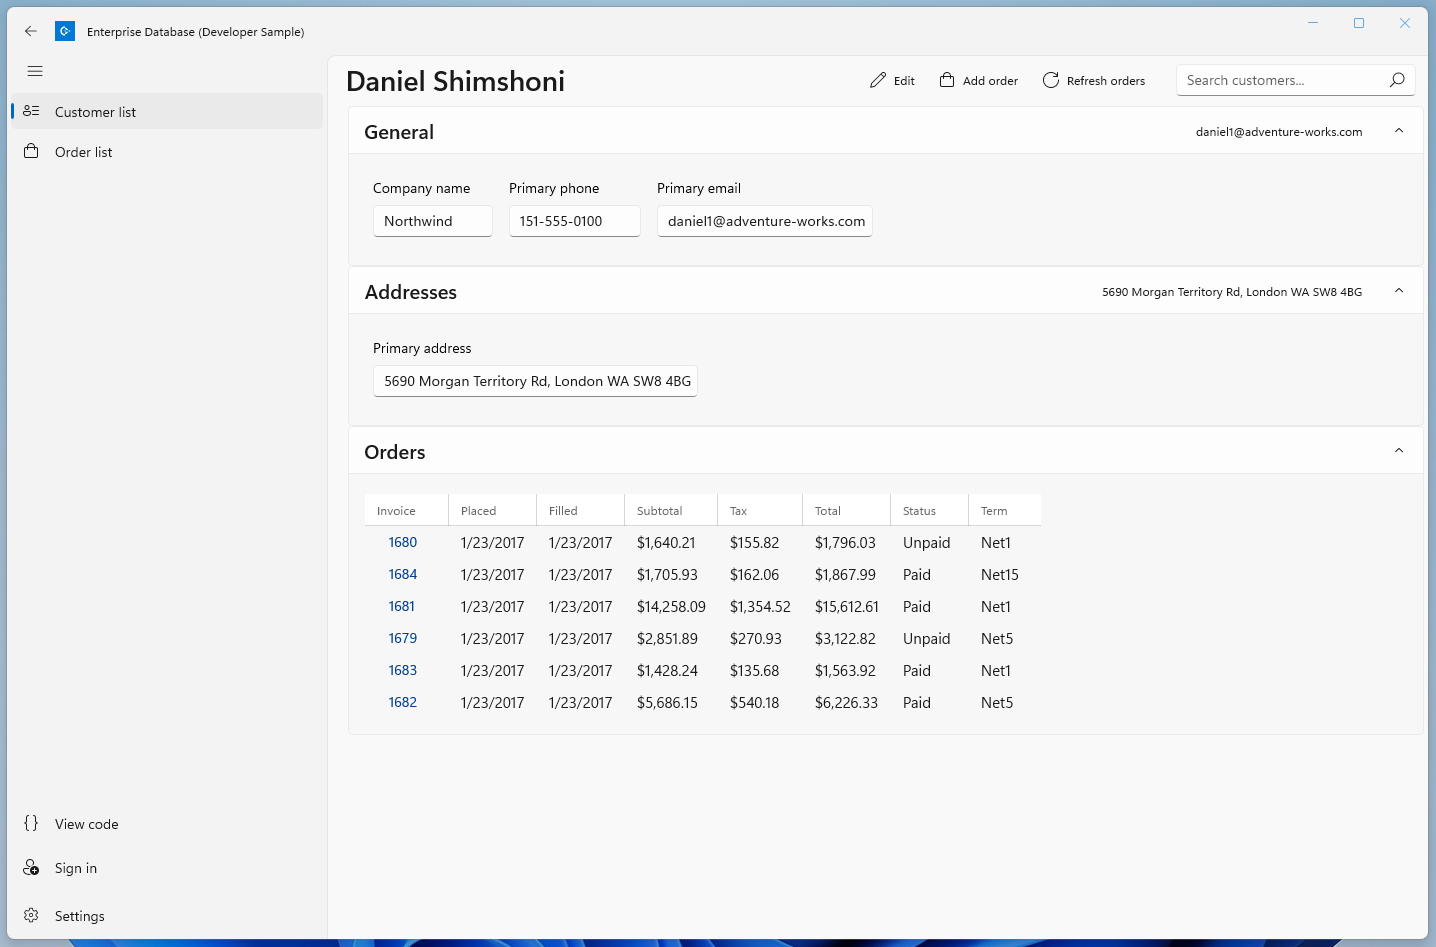 Enterprise Database (Developer Sample)
Customer list
Order list
View code
Sign in
Settings
Daniel Shimshoni
Edit
Add order
Refresh orders
Search customers...
General
daniel1@adventure-works.com
Company name
Primary phone
Primary email
Northwind
151-555-0100
daniel1@adventure-works.com
Addresses
5690 Morgan Territory Rd, London WA SW8 4BG
Primary address
5690 Morgan Territory Rd, London WA SW8 4BG
Orders
Invoice Placed Filled Subtotal Tax Total Status Term
1680 1/23/2017 1/23/2017 $1,640.21 $155.82 $1,796.03 Unpaid Net1
1684 1/23/2017 1/23/2017 $1,705.93 $162.06 $1,867.99 Paid Net15
1681 1/23/2017 1/23/2017 $14,258.09 $1,354.52 $15,612.61 Paid Net1
1679 1/23/2017 1/23/2017 $2,851.89 $270.93 $3,122.82 Unpaid Net5
1683 1/23/2017 1/23/2017 $1,428.24 $135.68 $1,563.92 Paid Net1
1682 1/23/2017 1/23/2017 $5,686.15 $540.18 $6,226.33 Paid Net5